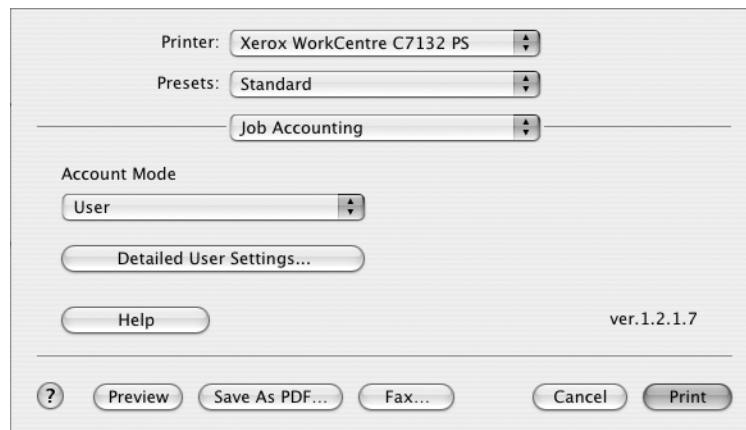 Printer: Xerox WorkCentre C7132 PS
Presets: Standard
Job Accounting
Account Mode
User
Detailed User Settings...
Help ver.1.2.1.7
? Preview Save As PDF... Fax... Cancel Print